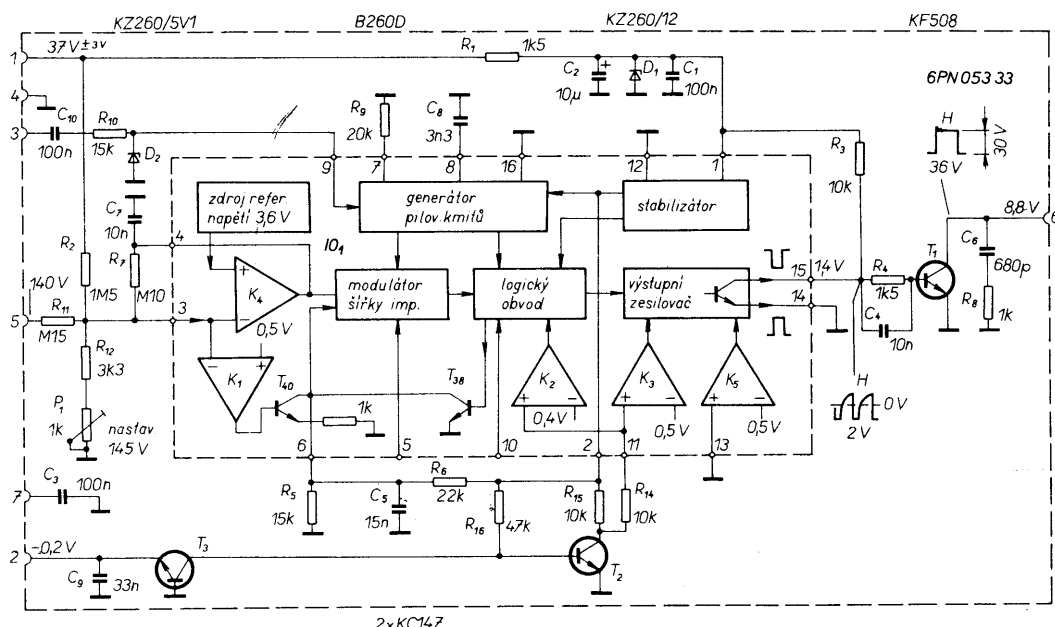 KZ260/5V1 B260D KZ260/12 KF508
1 37V ±3V R1 1k5
C2 + 10µ D1 C1 100n
6PN 053 33
4
3 C10 100n R10 15k D2
R9 20k C8 3n3
H 30V 36V
9 7 8 16 12 1
R3 10k
zdroj refer. napětí 3,6 V
generátor pilov. kmitů
stabilizátor
8,8 V 6
C7 10n
R2 1M5
4 IO1
R7 M10
+ K4 -
modulátor šířky imp.
logický obvod
výstupní zesilovač
15 1,4V
14
R4 1k5
T1
C6 680p
R8 1k
C4 10n
140V
5 R11 M15
3
R12 3k3
0,5V
- K1 +
T40
1k
T38
K2 + - 0,4V
K3 + - 0,5V
K5 + - 0,5V
H 0V 2V
P1 1k nastav 145V
6 5 10 2 11 13
7 C3 100n
R5 15k
C5 15n
R6 22k
R16 47k
R15 10k
R14 10k
2 -0,2V
C9 33n
T3
T2
2xKC147